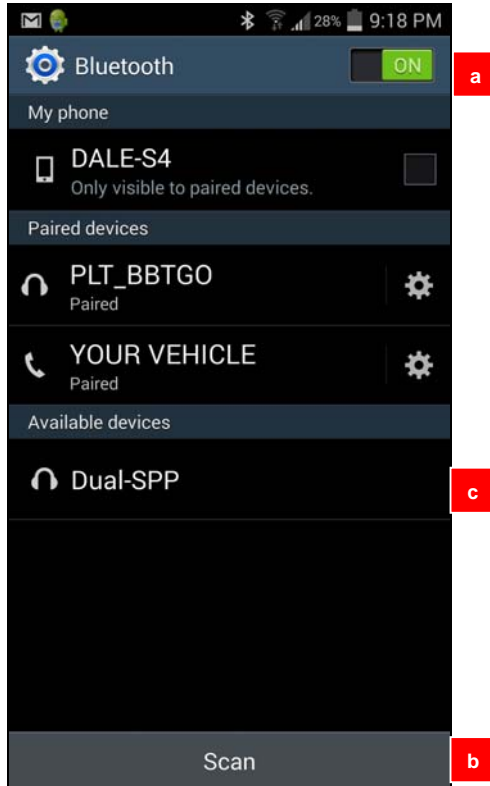 28% 9:18 PM
Bluetooth ON
a
My phone
DALE-S4
Only visible to paired devices.
Paired devices
PLT_BBTGO
Paired
YOUR VEHICLE
Paired
Available devices
Dual-SPP
c
Scan
b